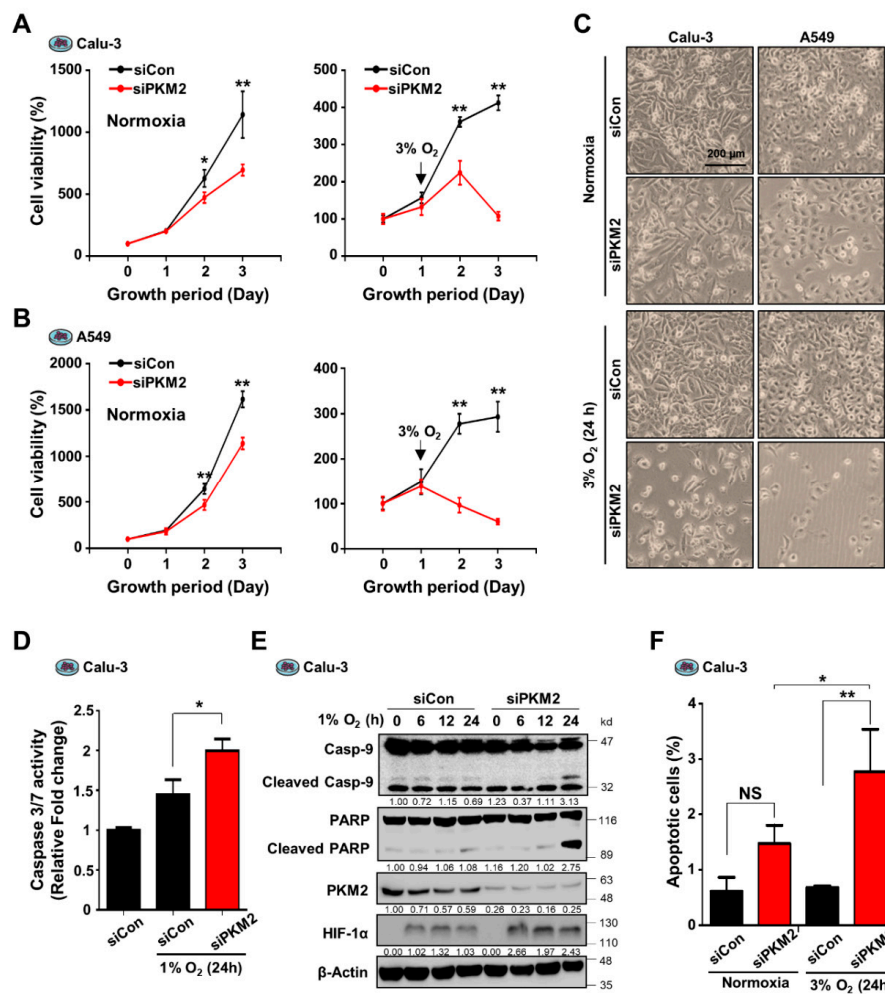 A
Calu-3
siCon
siPKM2
Normoxia
Cell viability (%)
1500
1000
500
0
0 1 2 3
Growth period (Day)
* **
500
400
300
200
100
0
3% O₂
siCon
siPKM2
** **
0 1 2 3
Growth period (Day)
B
A549
siCon
siPKM2
Normoxia
Cell viability (%)
2000
1500
1000
500
0
** **
0 1 2 3
Growth period (Day)
400
300
200
100
0
3% O₂
** **
0 1 2 3
Growth period (Day)
C
Calu-3 A549
Normoxia
siCon
200 µm
siPKM2
3% O₂ (24 h)
siCon
siPKM2
D
Calu-3
Caspase 3/7 activity
(Relative Fold change)
2.5
2
1.5
1
0.5
0
*
siCon siCon siPKM2
1% O₂ (24h)
E
Calu-3
siCon siPKM2
1% O₂ (h) 0 6 12 24 0 6 12 24 kd
Casp-9 47
Cleaved Casp-9 32
1.00 0.72 1.15 0.69 1.23 0.37 1.11 3.13
PARP 116
Cleaved PARP 89
1.00 0.94 1.06 1.08 1.16 1.20 1.02 2.75
PKM2 63
48
1.00 0.71 0.57 0.59 0.26 0.23 0.16 0.25
HIF-1α 130
110
0.00 1.02 1.32 1.03 0.00 2.66 1.97 2.43
β-Actin 48
35
F
Calu-3
Apoptotic cells (%)
4
3
2
1
0
NS
*
**
siCon siPKM2 siCon siPKM
Normoxia 3% O₂ (24h